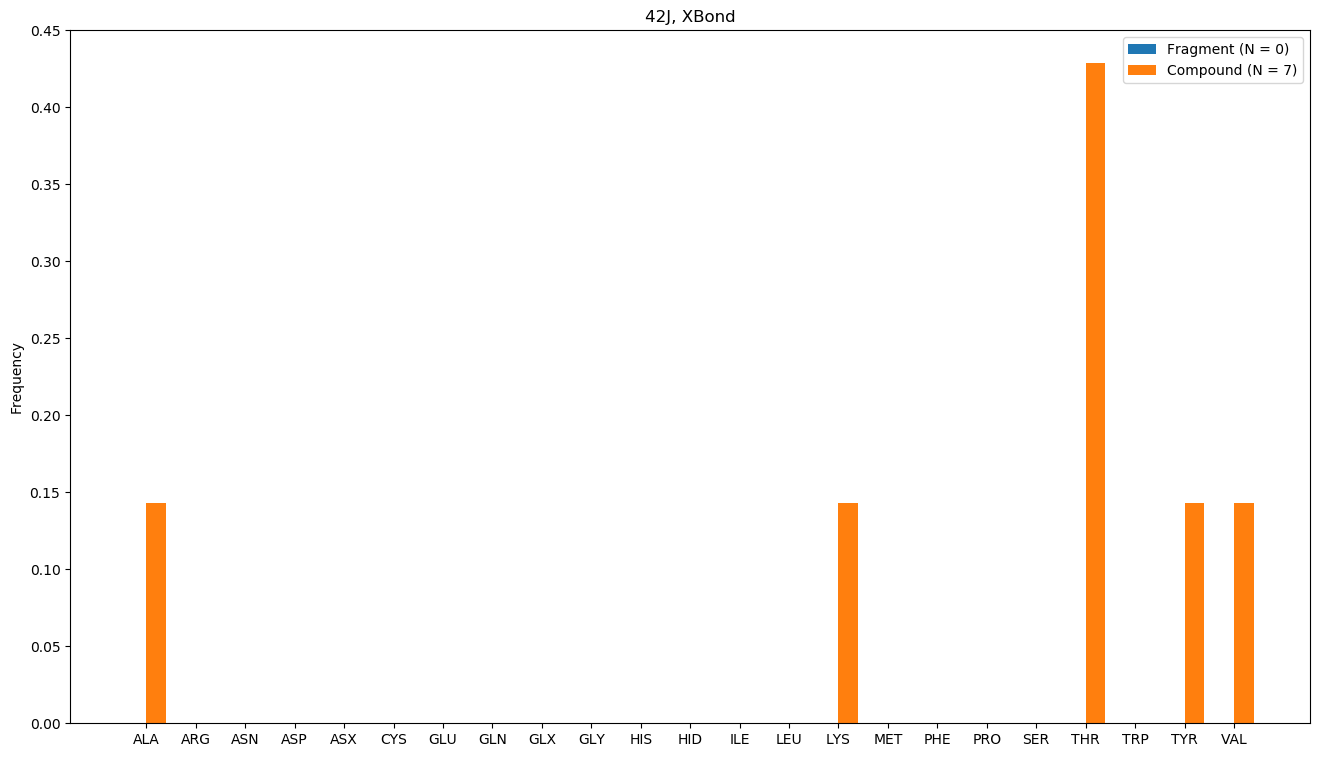 42J, XBond
Fragment (N = 0)
Compound (N = 7)
Frequency
0.45
0.40
0.35
0.30
0.25
0.20
0.15
0.10
0.05
0.00
ALA ARG ASN ASP ASX CYS GLU GLN GLX GLY HIS HID ILE LEU LYS MET PHE PRO SER THR TRP TYR VAL